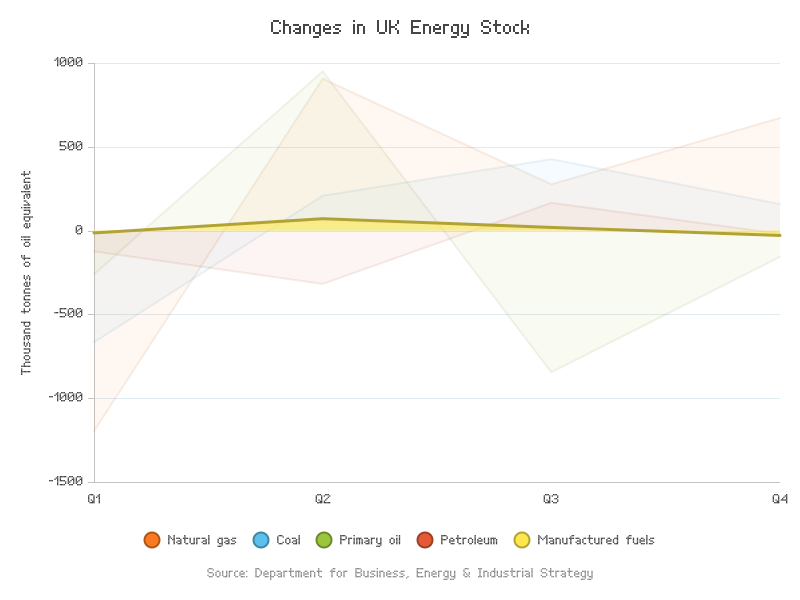 Changes in UK Energy Stock
Thousand tonnes of oil equivalent
1000
500
0
-500
-1000
-1500
Q1 Q2 Q3 Q4
Natural gas Coal Primary oil Petroleum Manufactured fuels
Source: Department for Business, Energy & Industrial Strategy